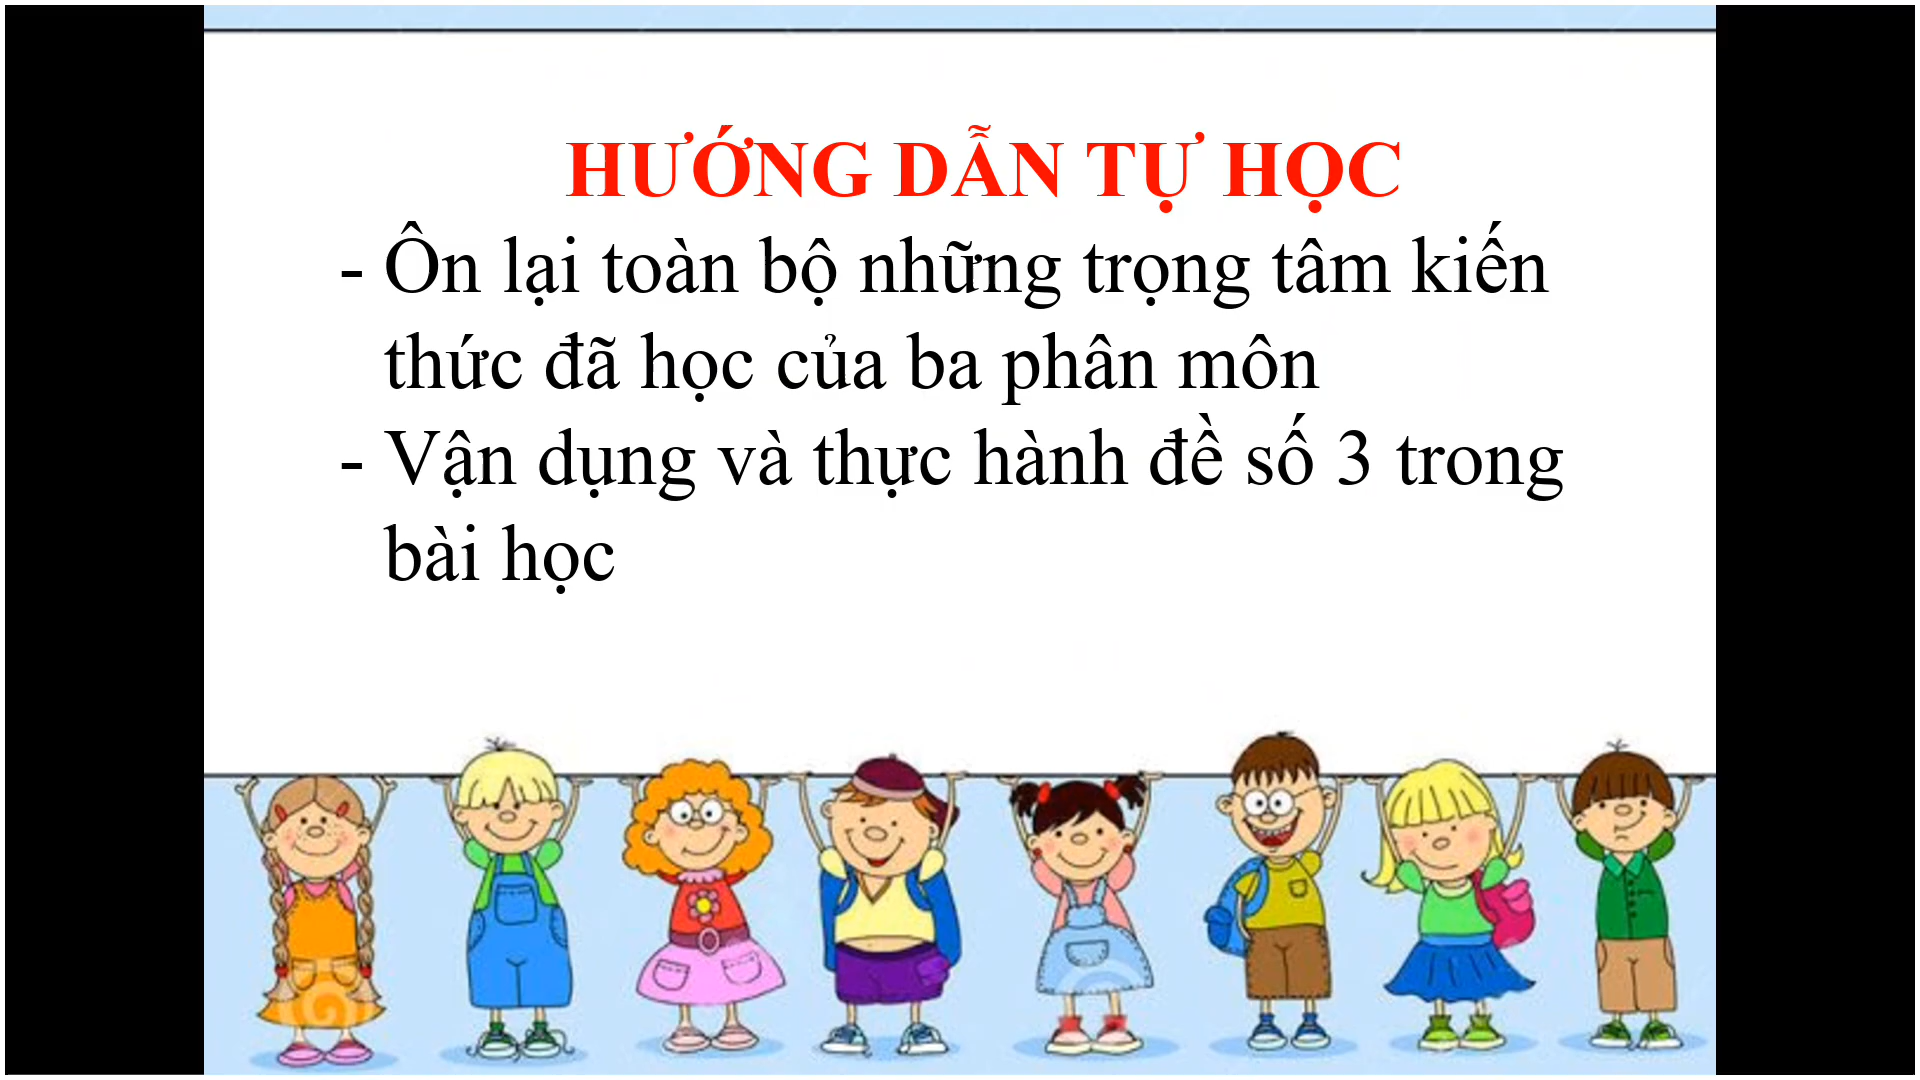 HƯỚNG DẪN TỰ HỌC
- Ôn lại toàn bộ những trọng tâm kiến
thức đã học của ba phân môn
- Vận dụng và thực hành đề số 3 trong
bài học